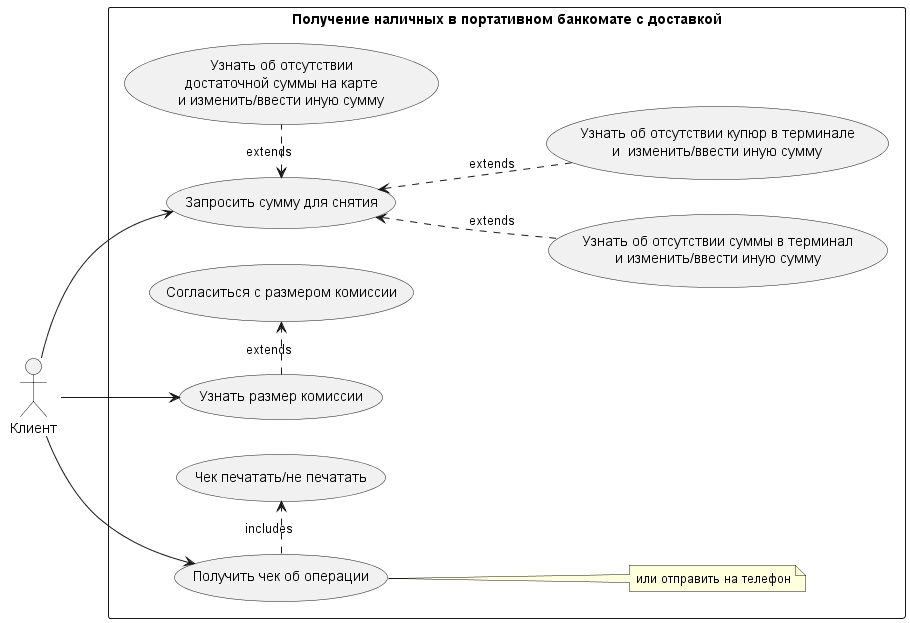 Получение наличных в портативном банкомате с доставкой
Узнать об отсутствии
достаточной суммы на карте
и изменить/ввести иную сумму
extends
Узнать об отсутствии купюр в терминале
и  изменить/ввести иную сумму
extends
Запросить сумму для снятия
extends
Узнать об отсутствии суммы в терминал
и изменить/ввести иную сумму
Согласиться с размером комиссии
extends
Узнать размер комиссии
Клиент
Чек печатать/не печатать
includes
Получить чек об операции
или отправить на телефон